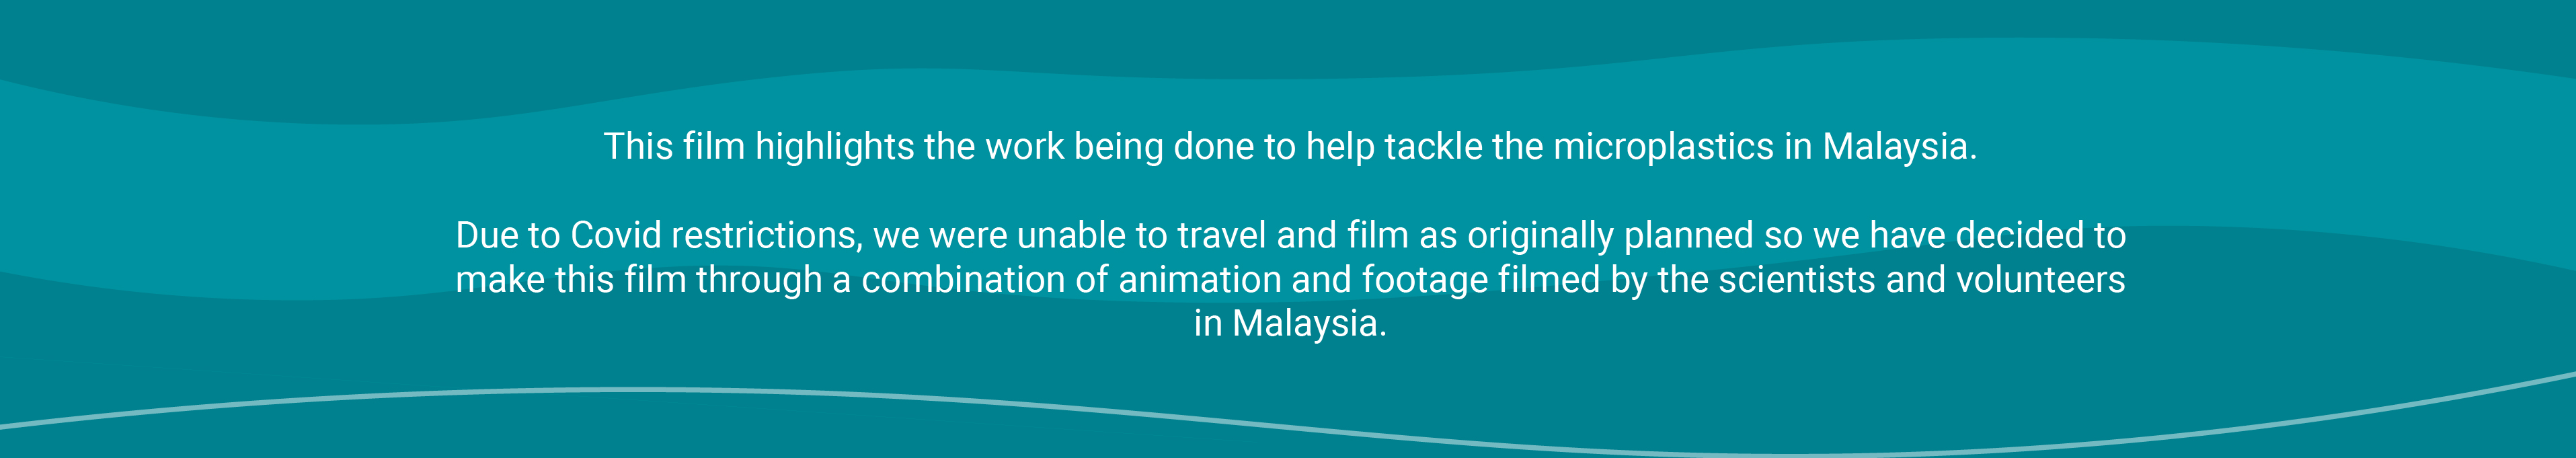 This film highlights the work being done to help tackle the microplastics in Malaysia.
Due to Covid restrictions, we were unable to travel and film as originally planned so we have decided to
make this film through a combination of animation and footage filmed by the scientists and volunteers
in Malaysia.